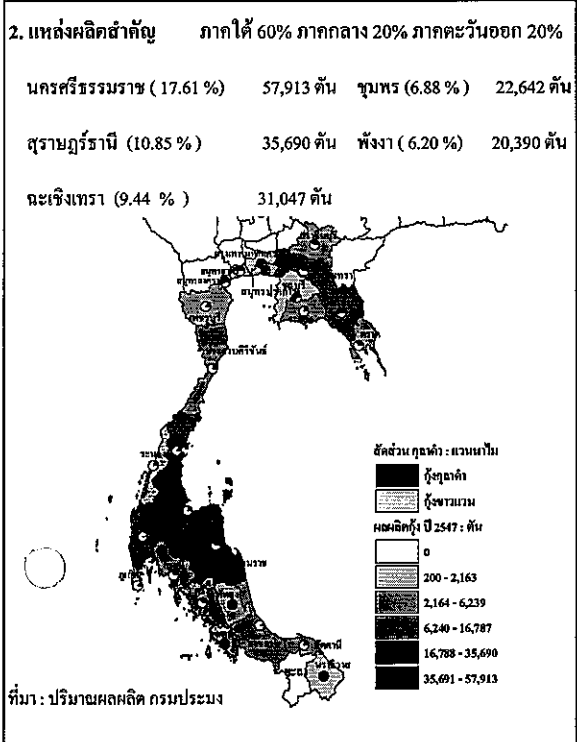 2. แหล่งผลิตสำคัญ ภาคใต้ 60% ภาคกลาง 20% ภาคตะวันออก 20%
นครศรีธรรมราช ( 17.61 %) 57,913 ตัน ชุมพร (6.88 % ) 22,642 ตัน
สุราษฎร์ธานี (10.85 % ) 35,690 ตัน พังงา ( 6.20 %) 20,390 ตัน
ฉะเชิงเทรา (9.44 % ) 31,047 ตัน
สัดส่วน กุลาดำ : แวนนาไม
กุ้งกุลาดำ
กุ้งขาวแวน
ผลผลิตกุ้ง ปี 2547 : ตัน
0
200 - 2,163
2,164 - 6,239
6,240 - 16,787
16,788 - 35,690
35,691 - 57,913
ที่มา : ปริมาณผลผลิต กรมประมง